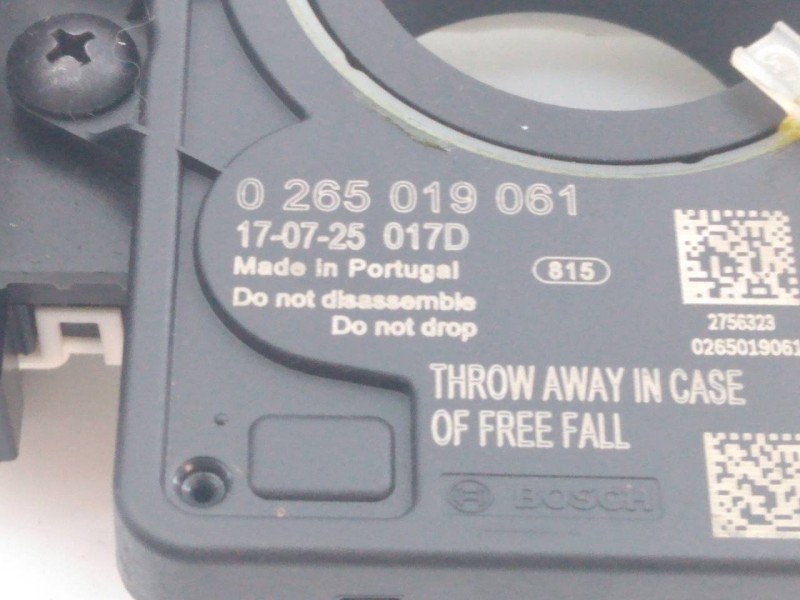 0 265 019 061
17-07-25 017D
Made in Portugal
815
Do not disassemble
Do not drop
2756323
0265019061
THROW AWAY IN CASE
OF FREE FALL
BOSCH